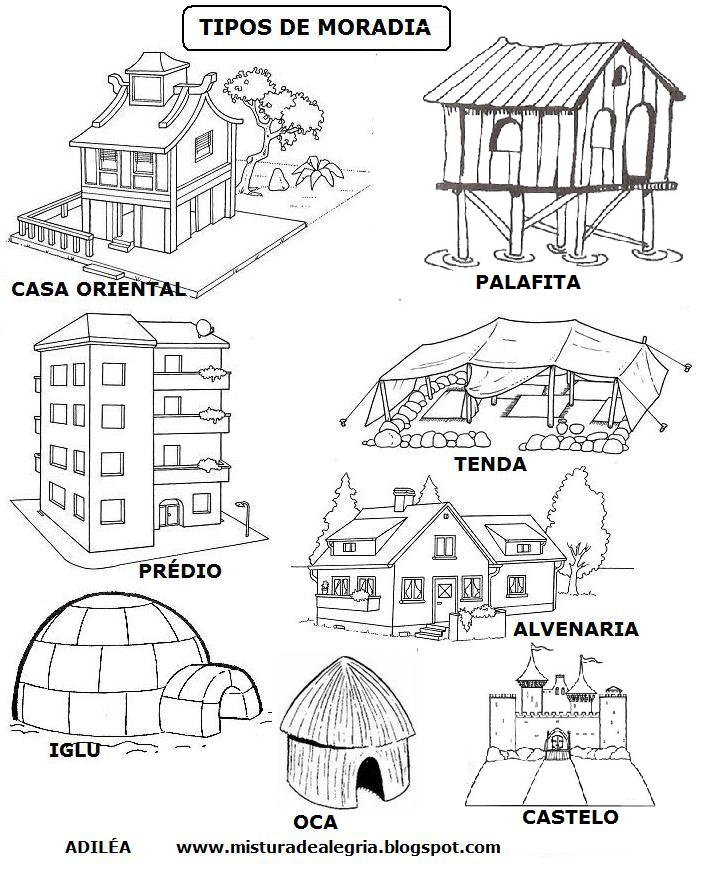 TIPOS DE MORADIA
CASA ORIENTAL
PALAFITA
TENDA
PRÉDIO
ALVENARIA
IGLU
OCA
CASTELO
ADILÉA www.misturadealegria.blogspot.com